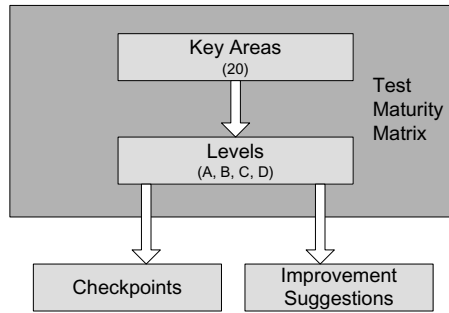 Key Areas
(20)
Test
Maturity
Matrix
Levels
(A, B, C, D)
Checkpoints
Improvement
Suggestions